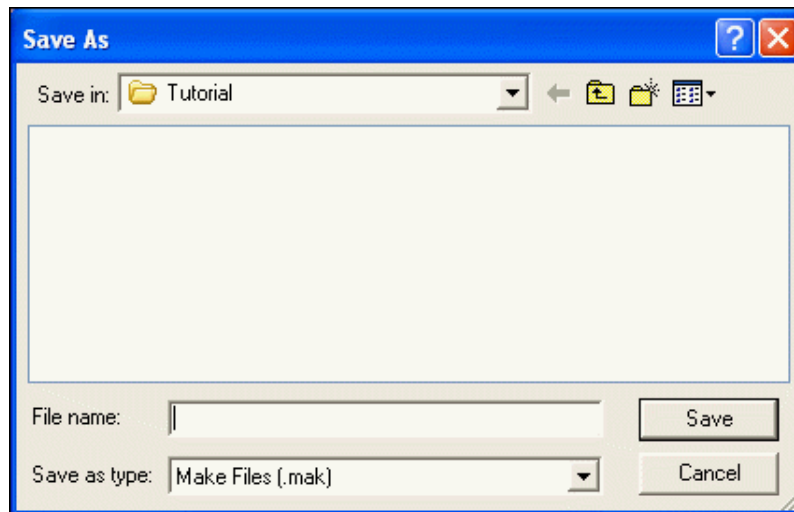 Save As
Save in: Tutorial
File name:
Save
Save as type: Make Files (.mak)
Cancel